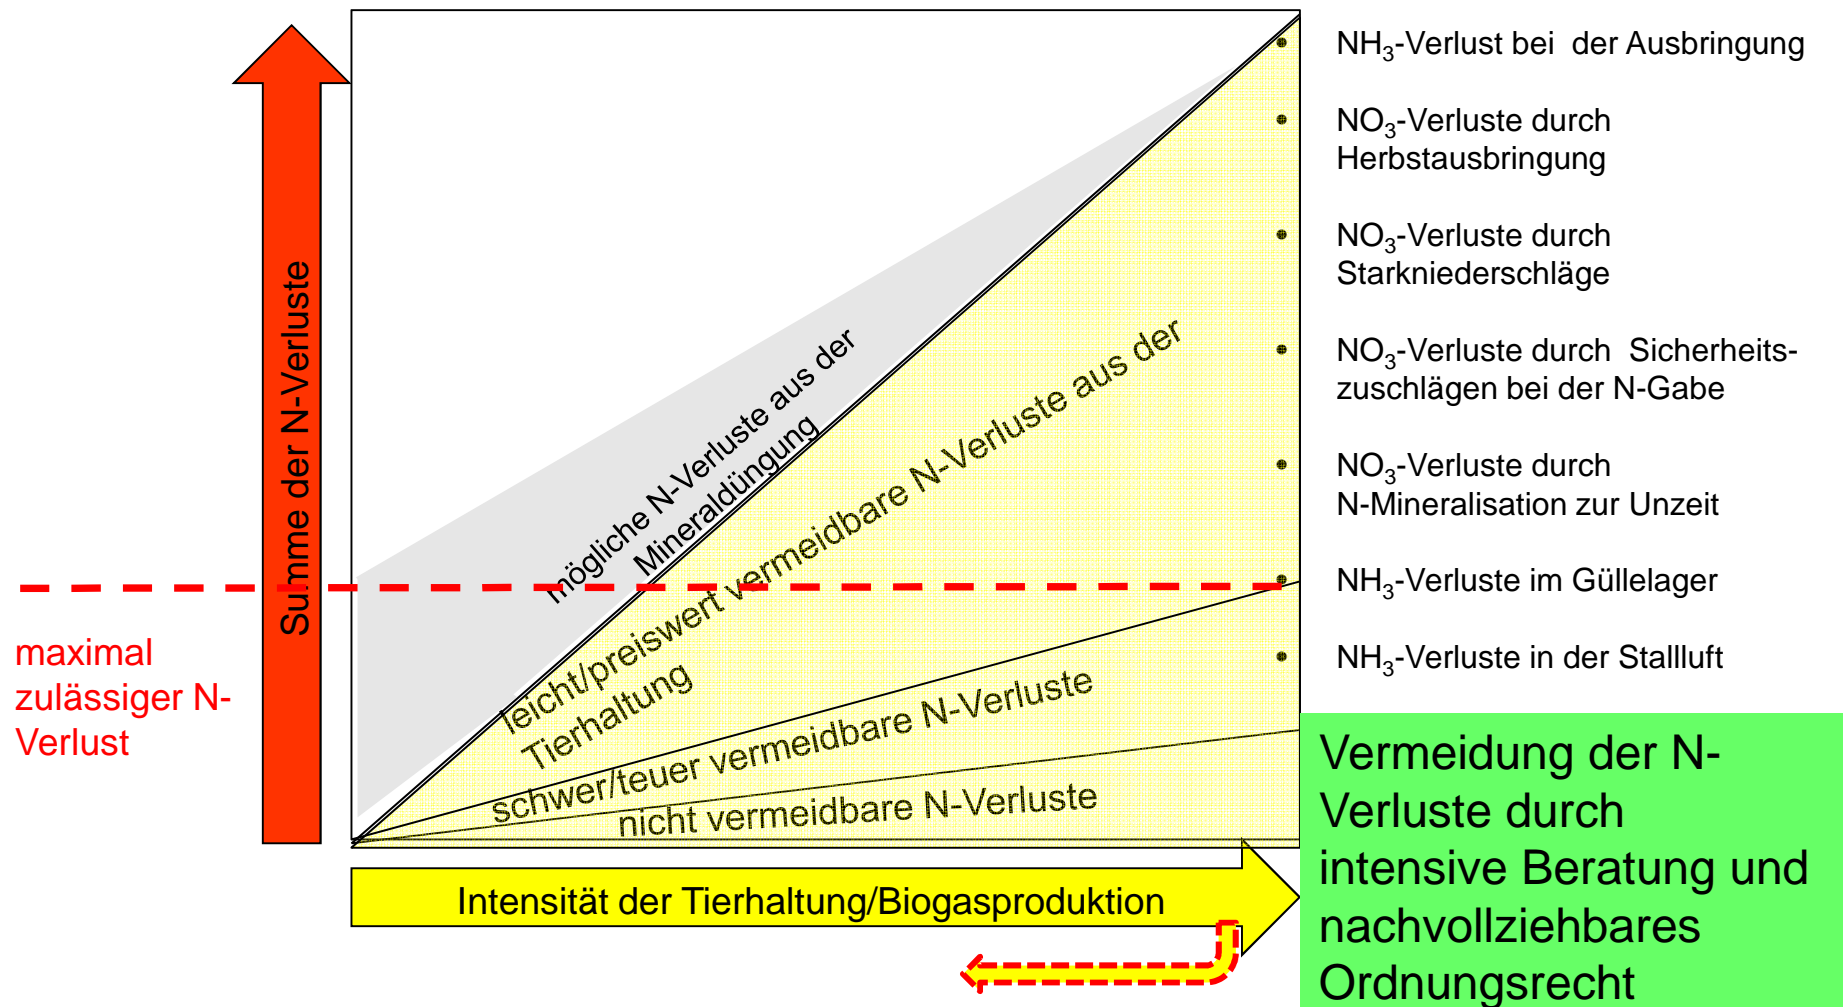 Summe der N-Verluste
maximal
zulässiger N-
Verlust
mögliche N-Verluste aus der
Mineraldüngung
leicht/preiswert vermeidbare N-Verluste aus der
Tierhaltung
schwer/teuer vermeidbare N-Verluste
nicht vermeidbare N-Verluste
Intensität der Tierhaltung/Biogasproduktion
• NH₃-Verlust bei der Ausbringung
• NO₃-Verluste durch
Herbstausbringung
• NO₃-Verluste durch
Starkniederschläge
• NO₃-Verluste durch Sicherheits-
zuschlägen bei der N-Gabe
• NO₃-Verluste durch
N-Mineralisation zur Unzeit
• NH₃-Verluste im Güllelager
• NH₃-Verluste in der Stallluft
Vermeidung der N-
Verluste durch
intensive Beratung und
nachvollziehbares
Ordnungsrecht